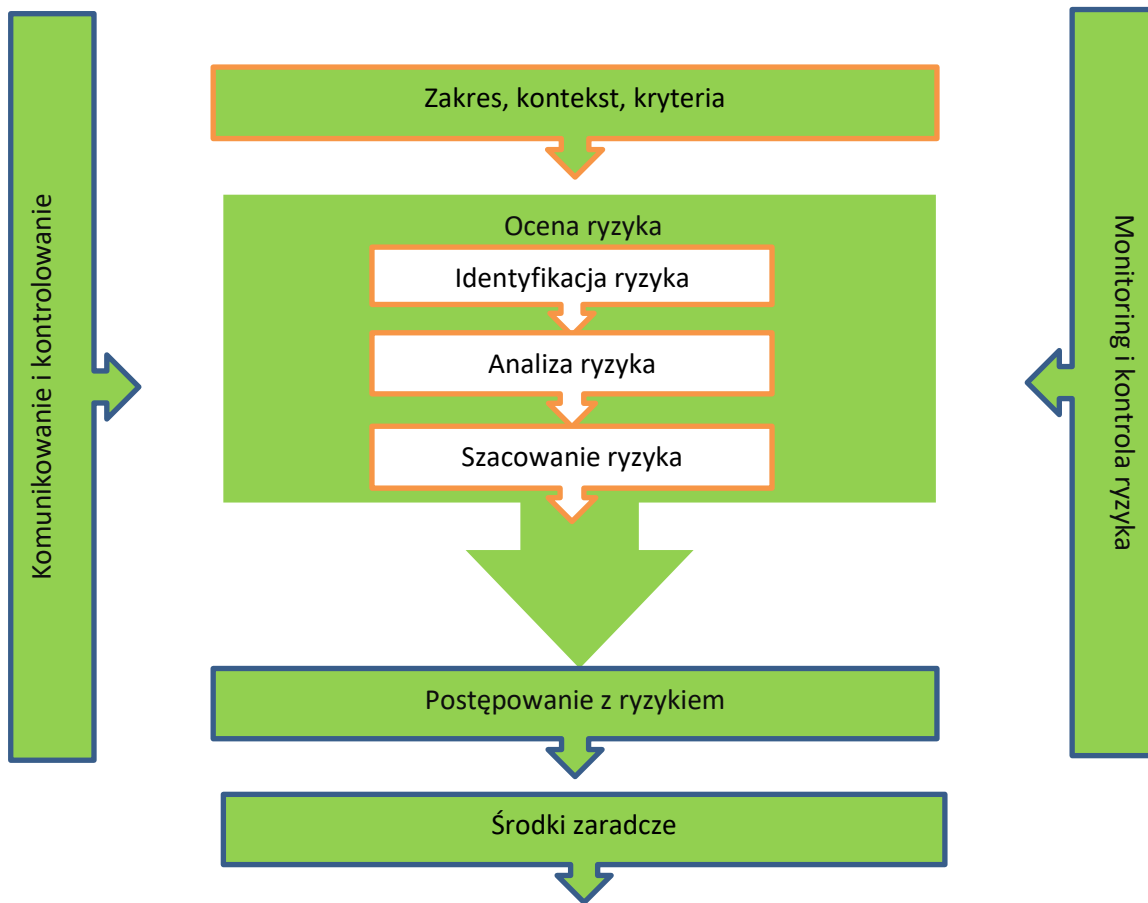 Komunikowanie i kontrolowanie
Zakres, kontekst, kryteria
Ocena ryzyka
Identyfikacja ryzyka
Analiza ryzyka
Szacowanie ryzyka
Postępowanie z ryzykiem
Środki zaradcze
Monitoring i kontrola ryzyka